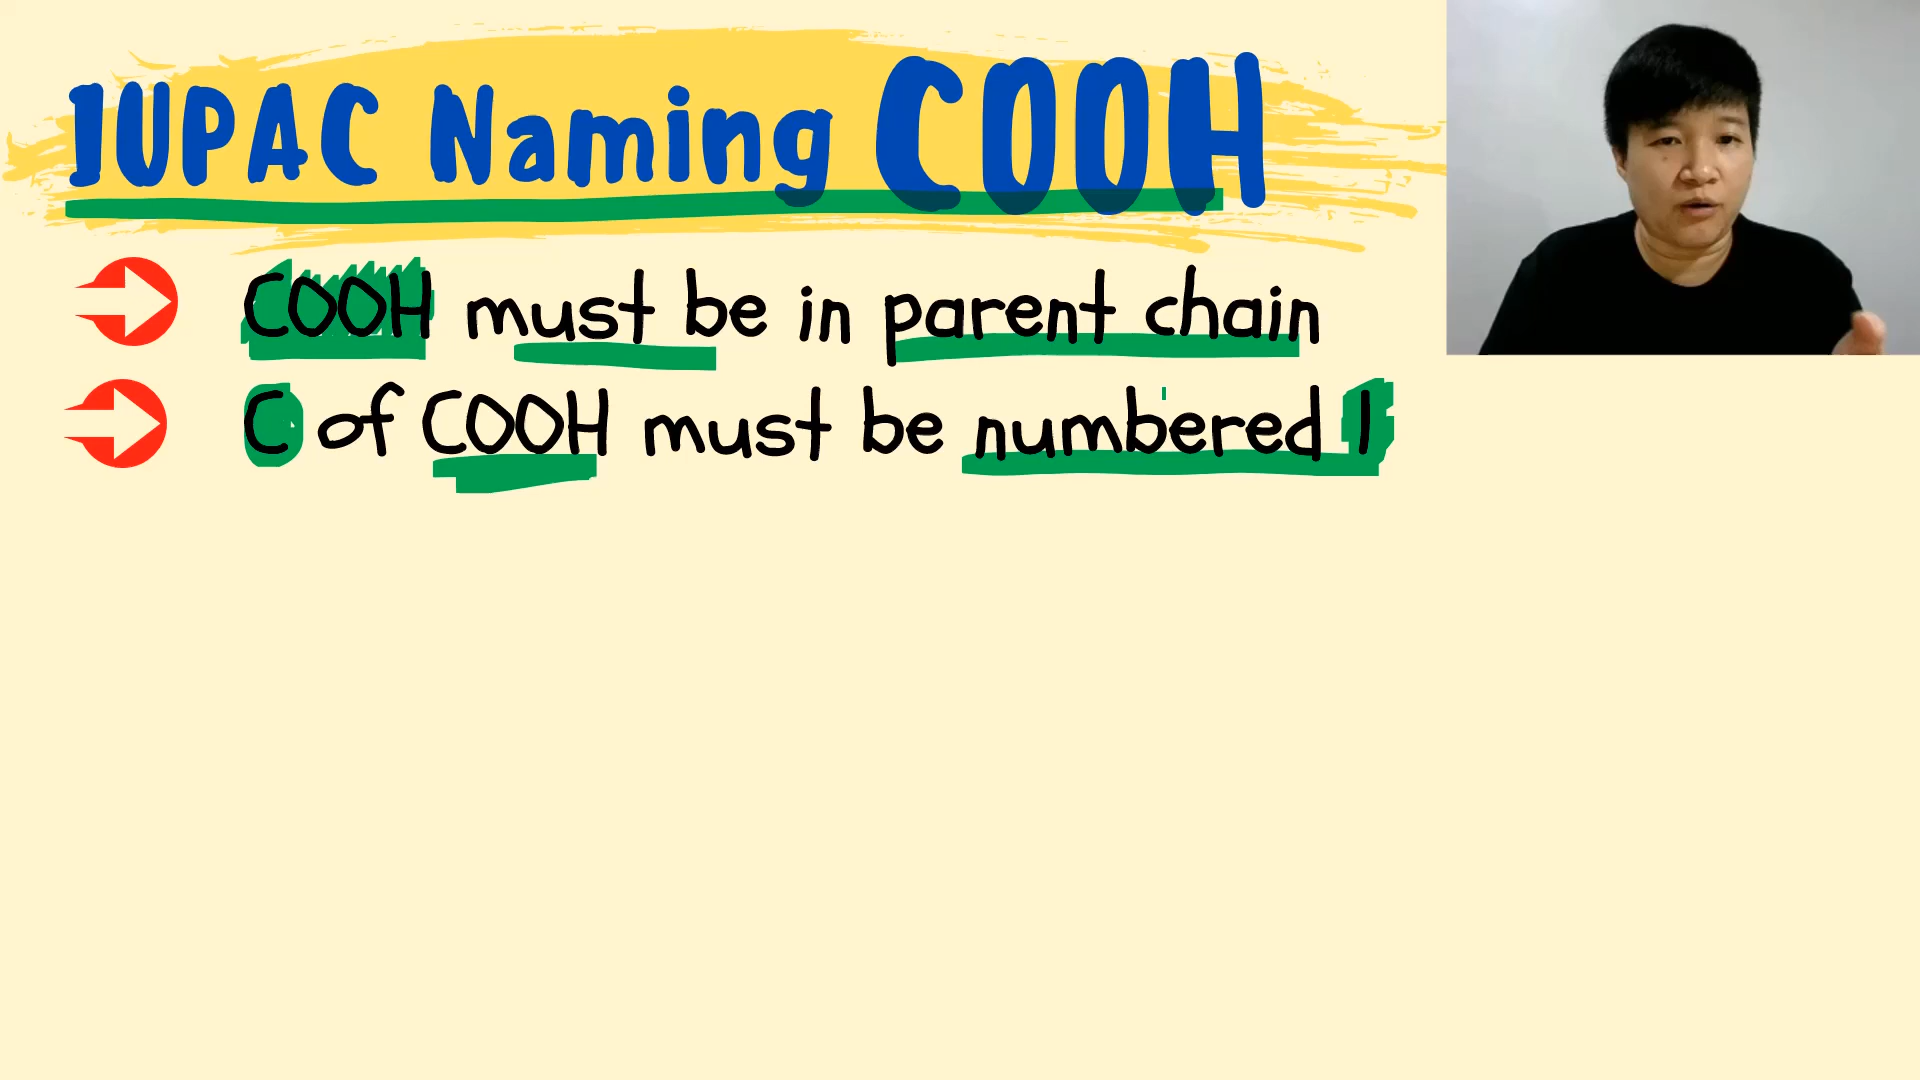 IUPAC Naming COOH
COOH must be in parent chain
C of COOH must be numbered 1